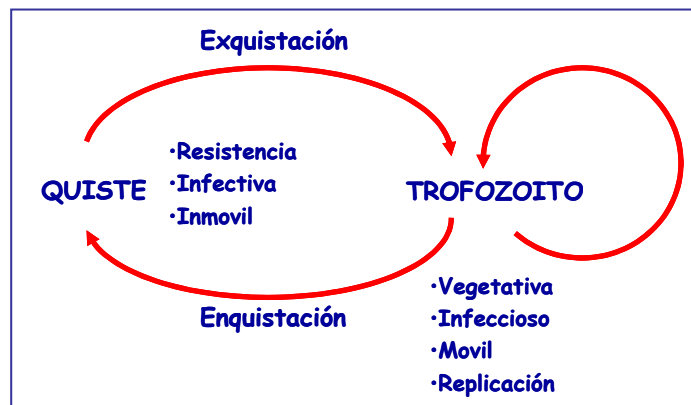 Exquistación
QUISTE
•Resistencia
•Infectiva
•Inmovil
TROFOZOITO
Enquistación
•Vegetativa
•Infeccioso
•Movil
•Replicación